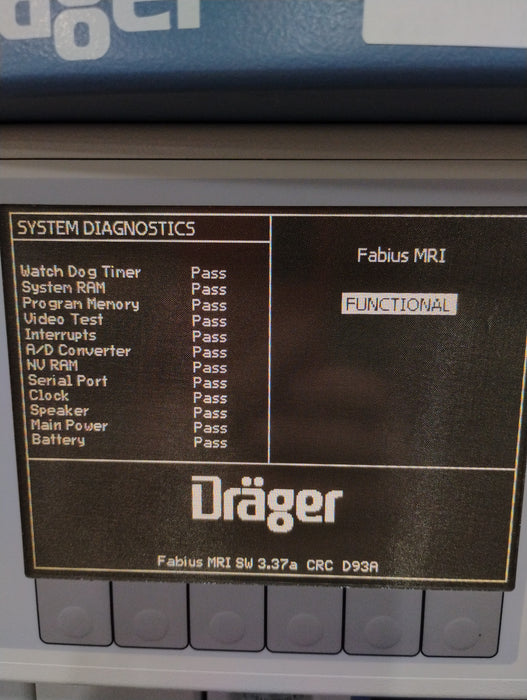 SYSTEM DIAGNOSTICS
Watch Dog Timer Pass
System RAM Pass
Program Memory Pass
Video Test Pass
Interrupts Pass
A/D Converter Pass
NV RAM Pass
Serial Port Pass
Clock Pass
Speaker Pass
Main Power Pass
Battery Pass
Fabius MRI
FUNCTIONAL
Dräger
Fabius MRI SW 3.37a CRC D93A